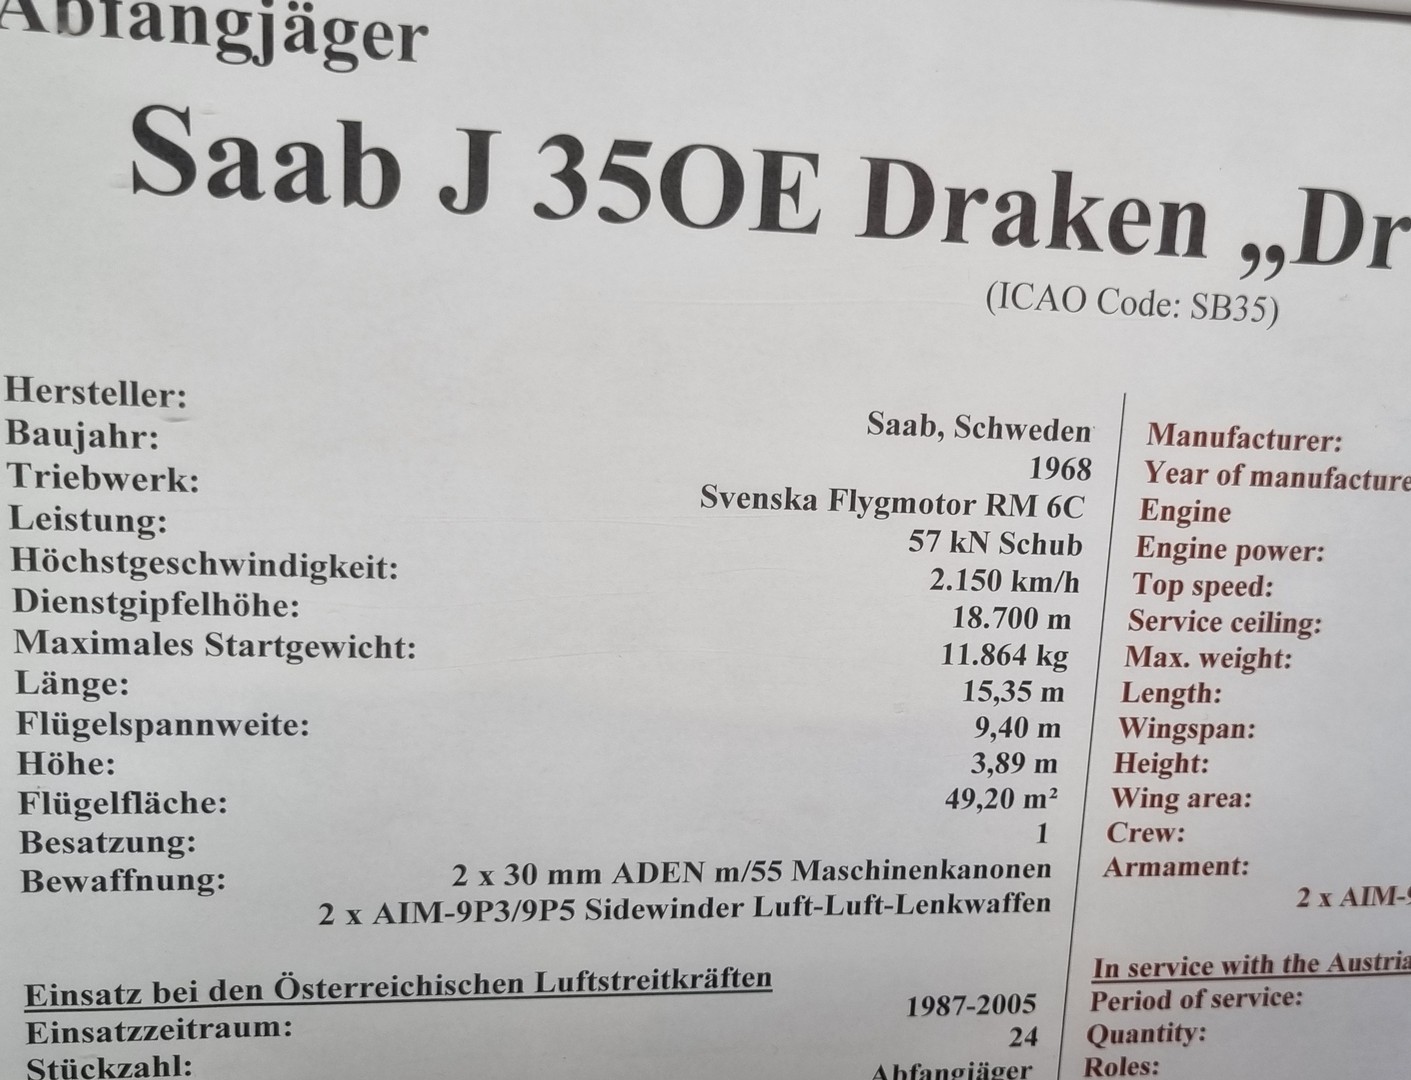 Abfangjäger
Saab J 35OE Draken „Dr
(ICAO Code: SB35)
Hersteller: Saab, Schweden
Baujahr: 1968
Triebwerk: Svenska Flygmotor RM 6C
Leistung: 57 kN Schub
Höchstgeschwindigkeit: 2.150 km/h
Dienstgipfelhöhe: 18.700 m
Maximales Startgewicht: 11.864 kg
Länge: 15,35 m
Flügelspannweite: 9,40 m
Höhe: 3,89 m
Flügelfläche: 49,20 m²
Besatzung: 1
Bewaffnung: 2 x 30 mm ADEN m/55 Maschinenkanonen
2 x AIM-9P3/9P5 Sidewinder Luft-Luft-Lenkwaffen
Einsatz bei den Österreichischen Luftstreitkräften
Einsatzzeitraum: 1987-2005
Stückzahl: 24
Abfangjäger
Manufacturer:
Year of manufacture
Engine
Engine power:
Top speed:
Service ceiling:
Max. weight:
Length:
Wingspan:
Height:
Wing area:
Crew:
Armament:
2 x AIM-9
In service with the Austria
Period of service:
Quantity:
Roles: